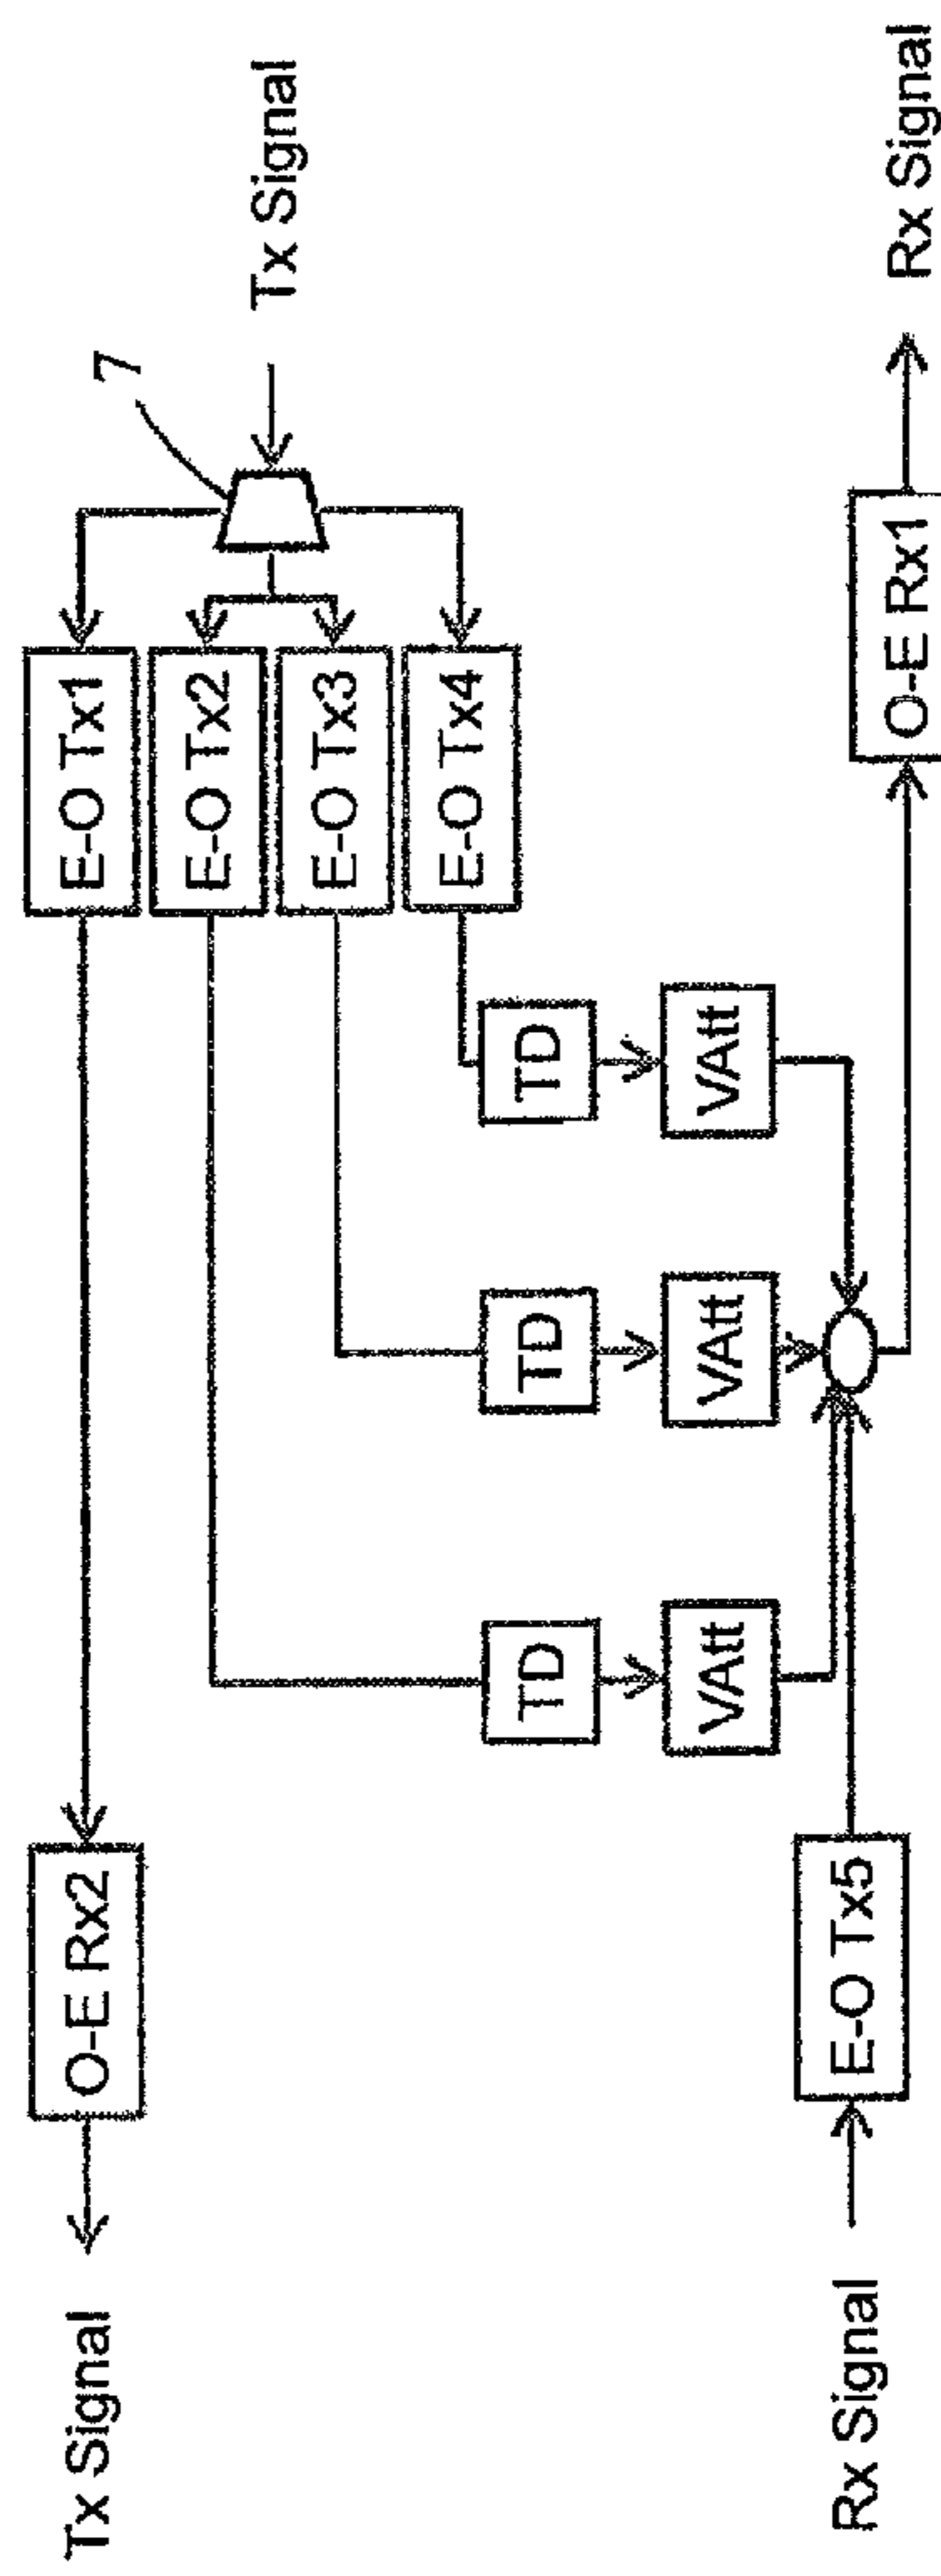 Tx Signal
O-E Rx2
E-O Tx1
7
Tx Signal
E-O Tx2
E-O Tx3
E-O Tx4
TD
TD
TD
VAtt
VAtt
VAtt
Rx Signal
E-O Tx5
O-E Rx1
Rx Signal